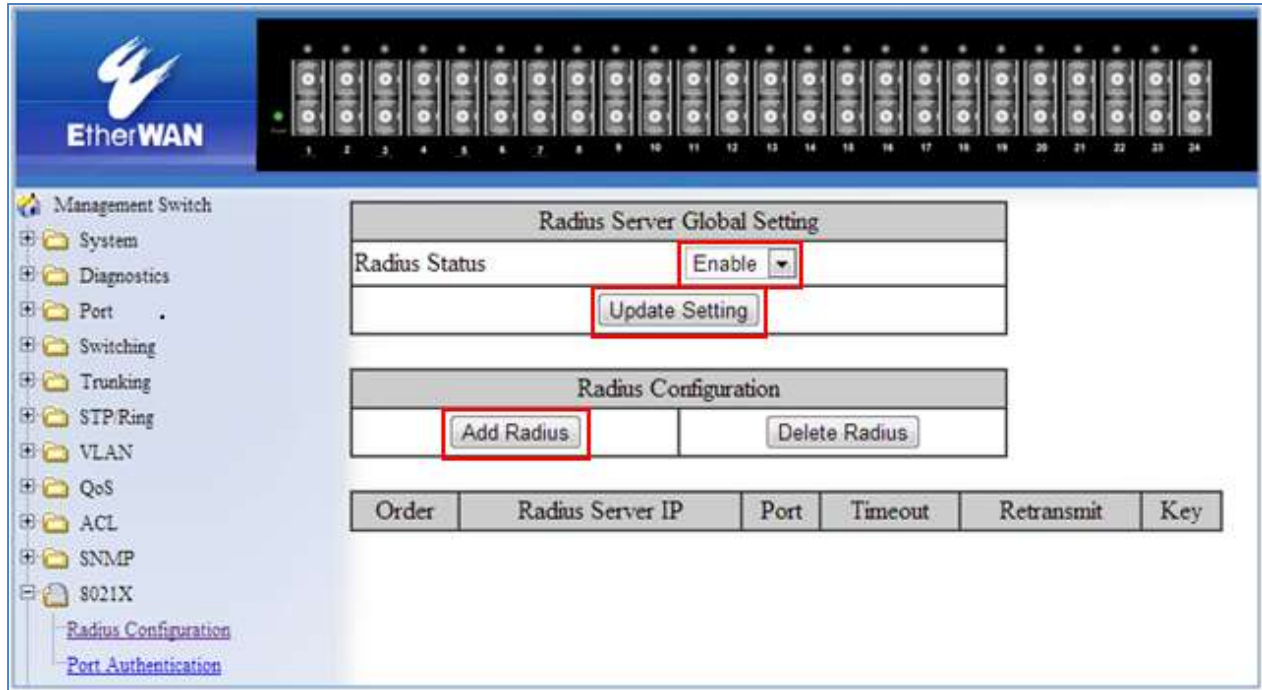 EtherWAN
1 2 3 4 5 6 7 8 9 10 11 12 13 14 15 16 17 18 19 20 21 22 23 24
Management Switch
System
Diagnostics
Port .
Switching
Trunking
STP/Ring
VLAN
QoS
ACL
SNMP
8021X
Radius Configuration
Port Authentication
Radius Server Global Setting
Radius Status Enable
Update Setting
Radius Configuration
Add Radius Delete Radius
Order Radius Server IP Port Timeout Retransmit Key